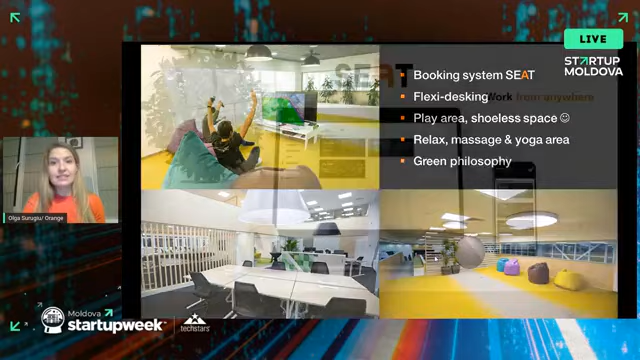 LIVE
STARTUP
MOLDOVA
SEAT
Booking system SEAT
Flexi-desking
Work from anywhere
Play area, shoeless space ☺
Relax, massage & yoga area
Green philosophy
Olga Surugiu/ Orange
Moldova
startupweek
techstars